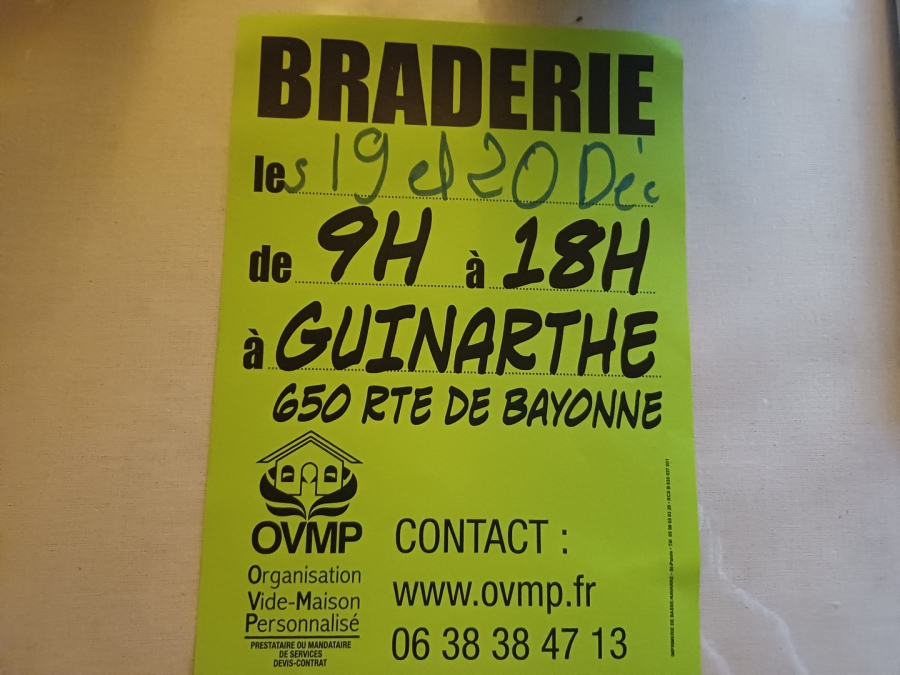 BRADERIE
les 19 et 20 Déc
de 9H à 18H
à GUINARTHE
650 RTE DE BAYONNE
OVMP
Organisation
Vide-Maison
Personnalisé
PRESTATAIRE OU MANDATAIRE
DE SERVICES
DEVIS-CONTRAT
CONTACT :
www.ovmp.fr
06 38 38 47 13